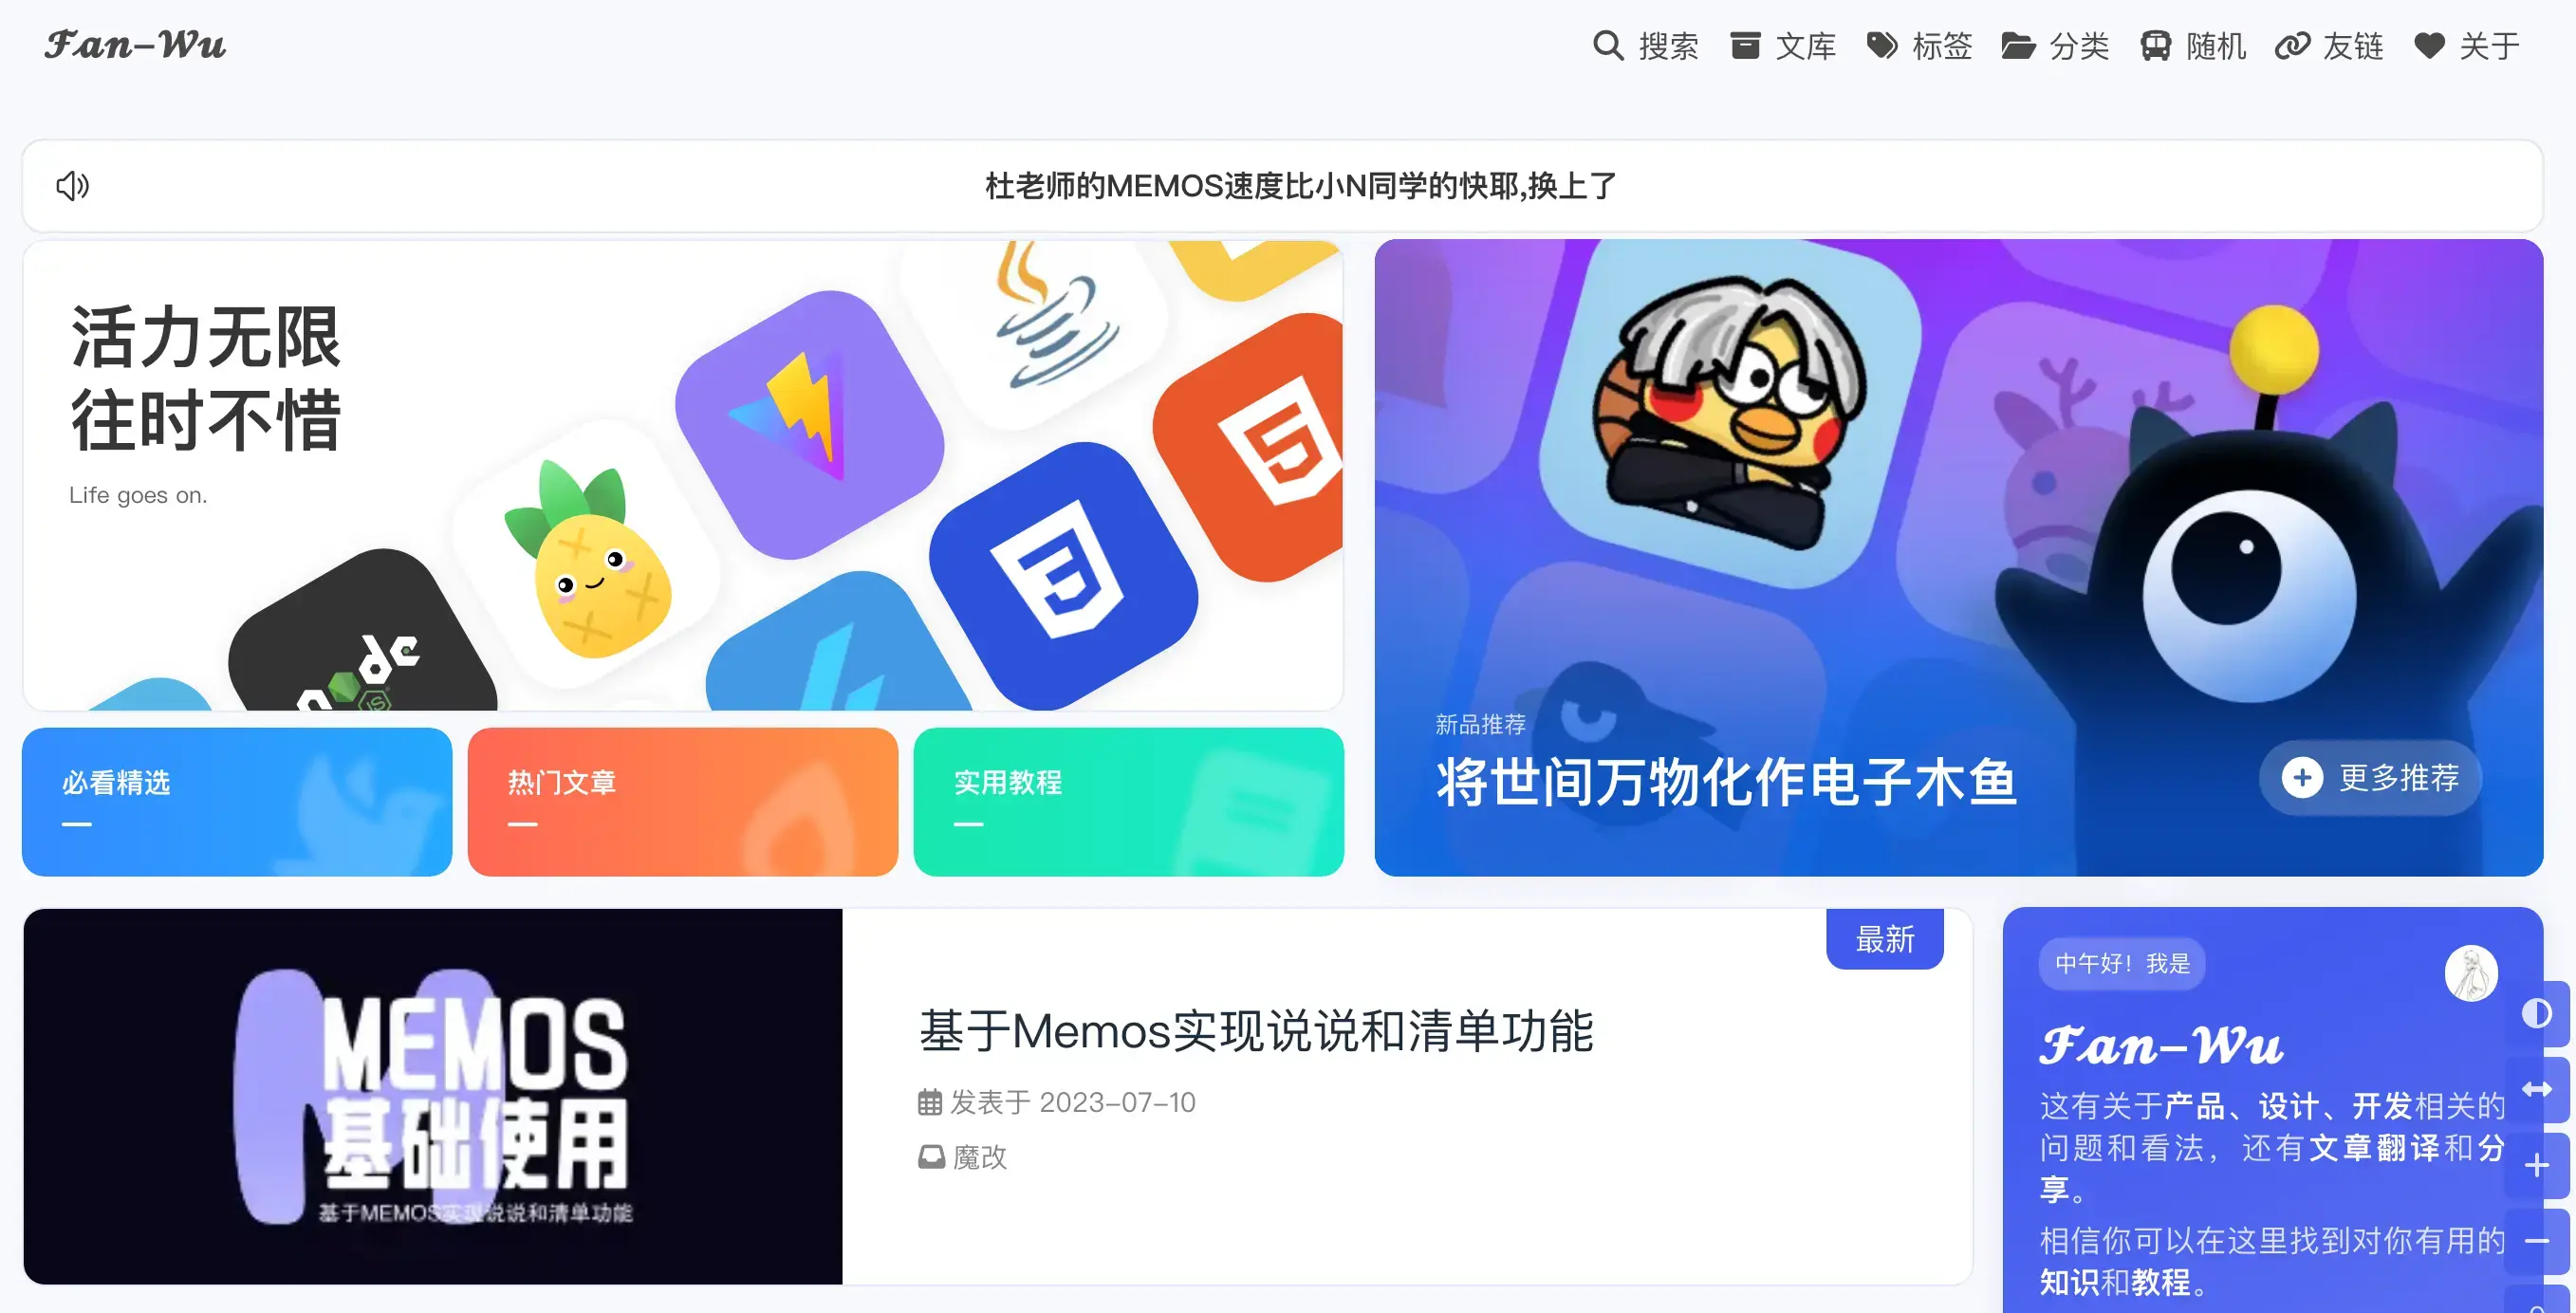 Fan-Wu
搜索 文库 标签 分类 随机 友链 关于
杜老师的MEMOS速度比小N同学的快耶,换上了
活力无限
往时不惜
Life goes on.
node
JS
5
3
新品推荐
将世间万物化作电子木鱼
更多推荐
必看精选
热门文章
实用教程
MEMOS
基础使用
基于MEMOS实现说说和清单功能
最新
基于Memos实现说说和清单功能
发表于 2023-07-10
魔改
中午好！我是
Fan-Wu
这有关于产品、设计、开发相关的
问题和看法，还有文章翻译和分
享。
相信你可以在这里找到对你有用的
知识和教程。